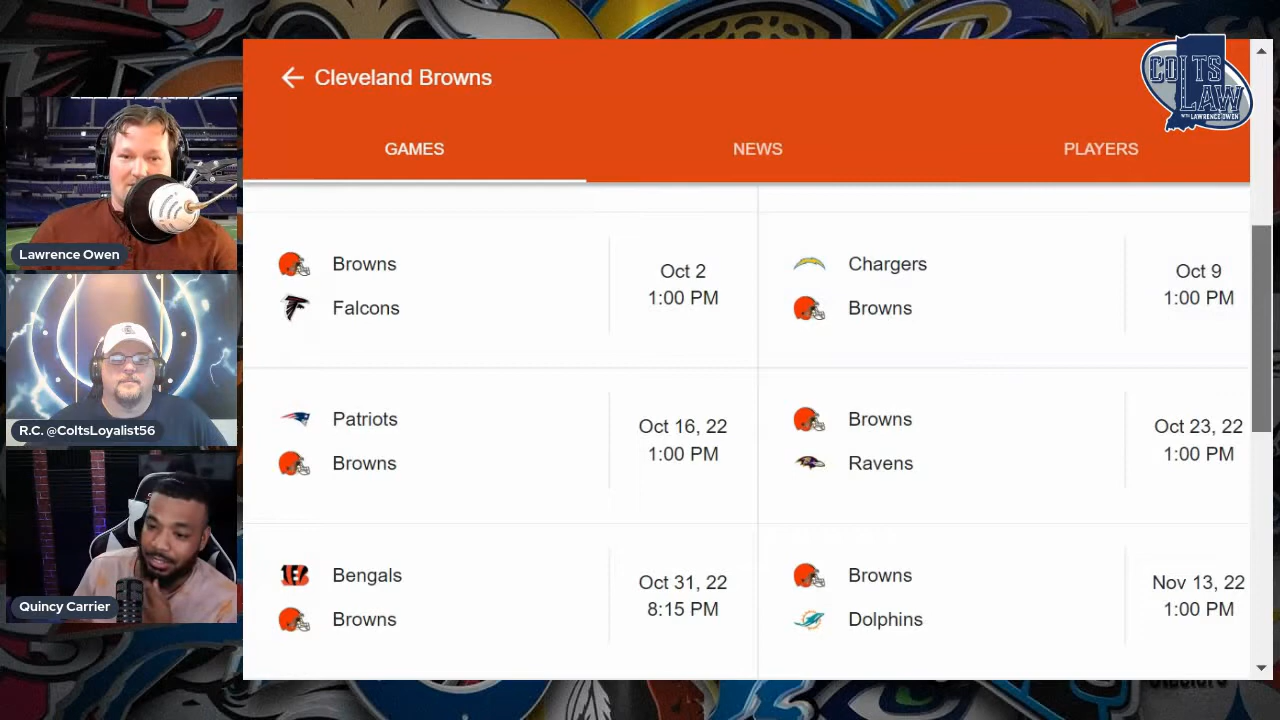 Cleveland Browns
COLTS
LAW
WITH LAWRENCE OWEN
GAMES
NEWS
PLAYERS
Browns
Falcons
Oct 2
1:00 PM
Chargers
Browns
Oct 9
1:00 PM
Patriots
Browns
Oct 16, 22
1:00 PM
Browns
Ravens
Oct 23, 22
1:00 PM
Bengals
Browns
Oct 31, 22
8:15 PM
Browns
Dolphins
Nov 13, 22
1:00 PM
Lawrence Owen
R.C. @ColtsLoyalist56
Quincy Carrier